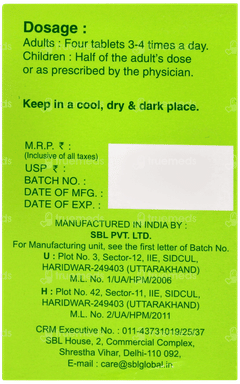 Dosage :
Adults : Four tablets 3-4 times a day.
Children : Half of the adult's dose
or as prescribed by the physician.
Keep in a cool, dry & dark place.
M.R.P. ₹ :
(Inclusive of all taxes)
USP ₹ :
BATCH NO. :
DATE OF MFG. :
DATE OF EXP. :
MANUFACTURED IN INDIA BY :
SBL PVT. LTD.
For Manufacturing unit, see the first letter of Batch No.
U : Plot No. 3, Sector-12, IIE, SIDCUL,
HARIDWAR-249403 (UTTARAKHAND)
M.L. No. 1/UA/HPM/2006
H : Plot No. 42, Sector-11, IIE, SIDCUL,
HARIDWAR-249403 (UTTARAKHAND)
M.L. No. 2/UA/HPM/2011
CRM Executive No. : 011-43731019/25/37
SBL House, 2, Commercial Complex,
Shrestha Vihar, Delhi-110 092,
E-mail : care@sblglobal.in